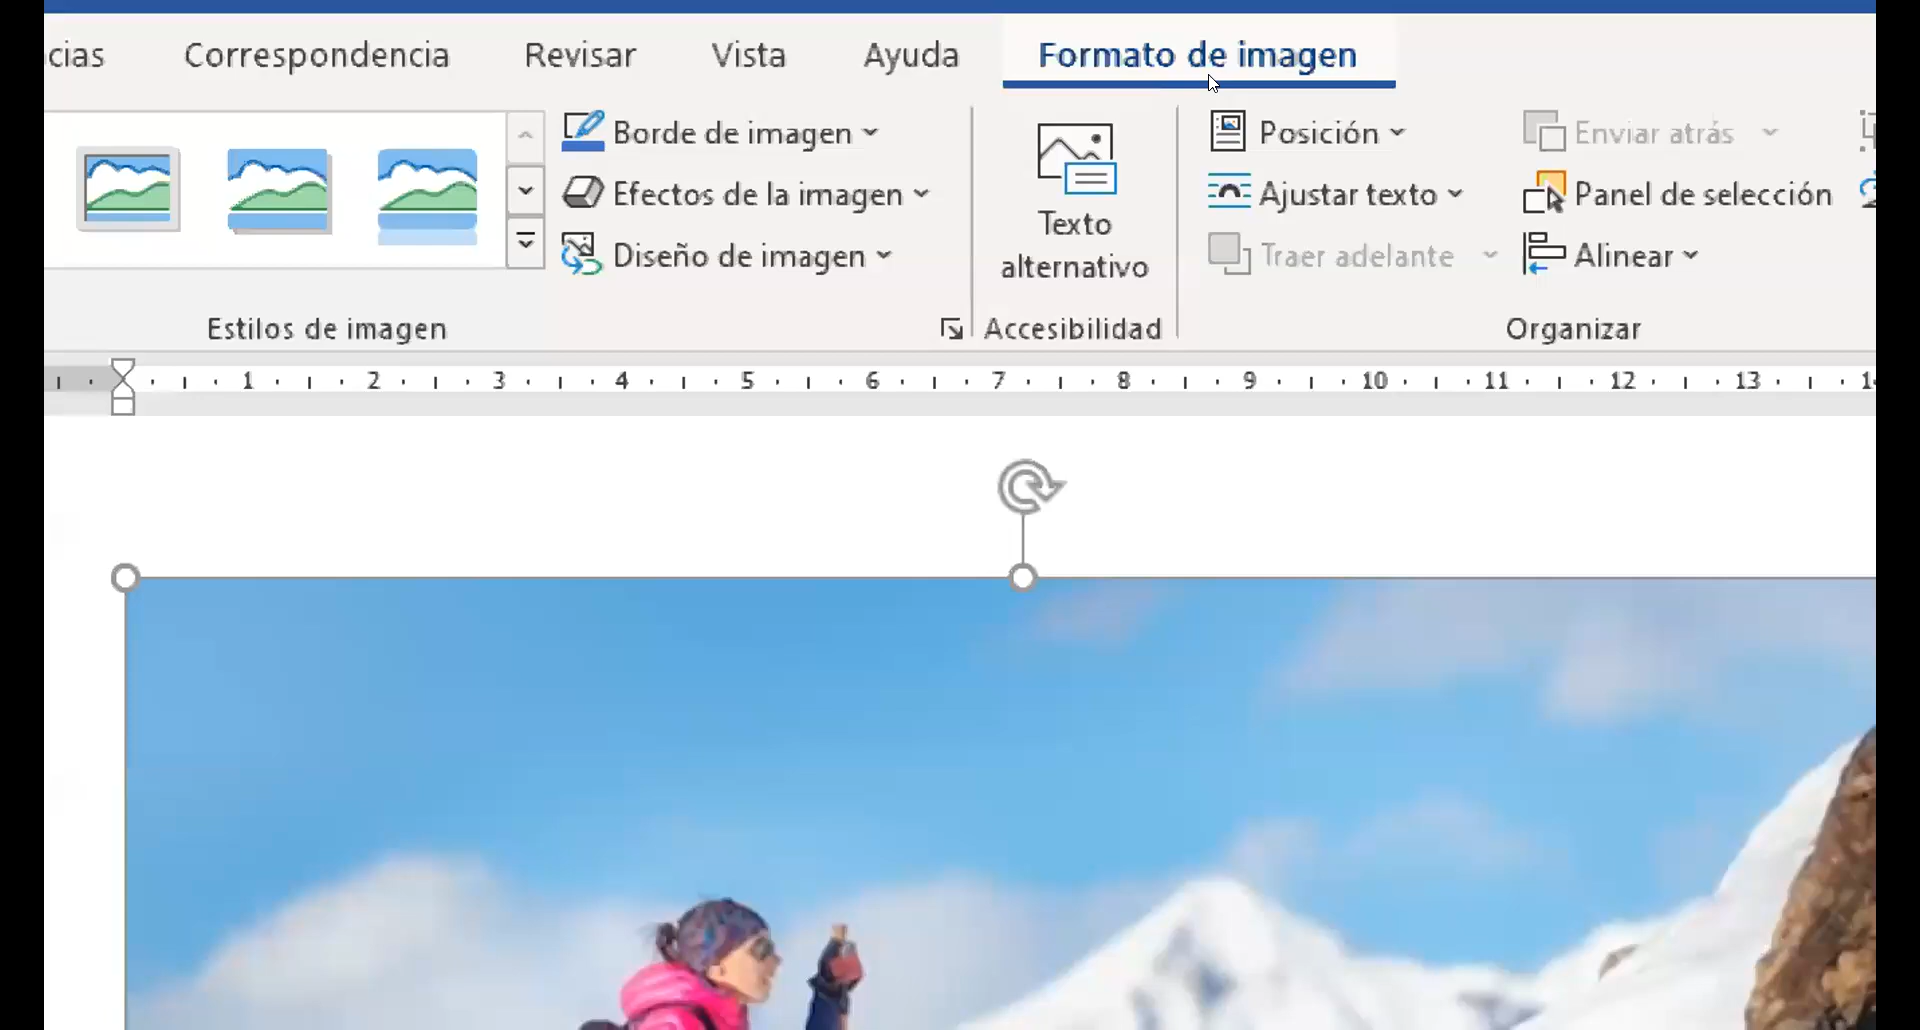 cias Correspondencia Revisar Vista Ayuda Formato de imagen
Borde de imagen
Efectos de la imagen
Diseño de imagen
Texto
alternativo
Posición
Ajustar texto
Traer adelante
Enviar atrás
Panel de selección
Alinear
Estilos de imagen
Accesibilidad
Organizar
1 2 3 4 5 6 7 8 9 10 11 12 13